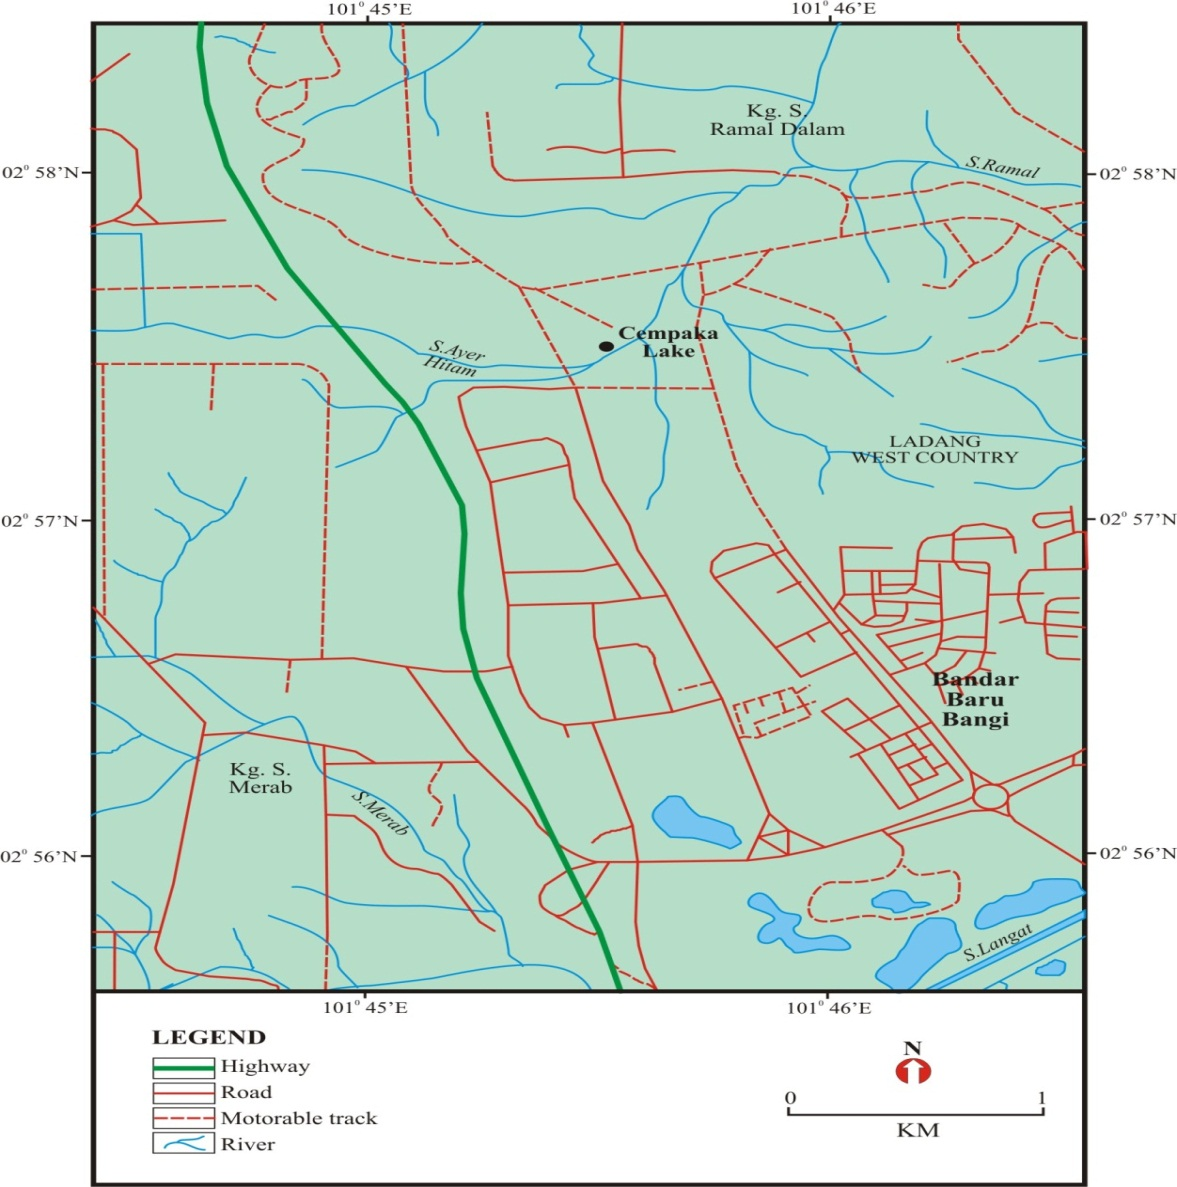 101° 45’E
101° 46’E
Kg. S.
Ramal Dalam
S.Ramal
02° 58’N
02° 58’N
Cempaka
Lake
S.Ayer
Hitam
LADANG
WEST COUNTRY
02° 57’N
02° 57’N
Bandar
Baru
Bangi
Kg. S.
Merab
S.Merab
02° 56’N
02° 56’N
S.Langat
101° 45’E
101° 46’E
LEGEND
Highway
Road
Motorable track
River
N
0
1
KM